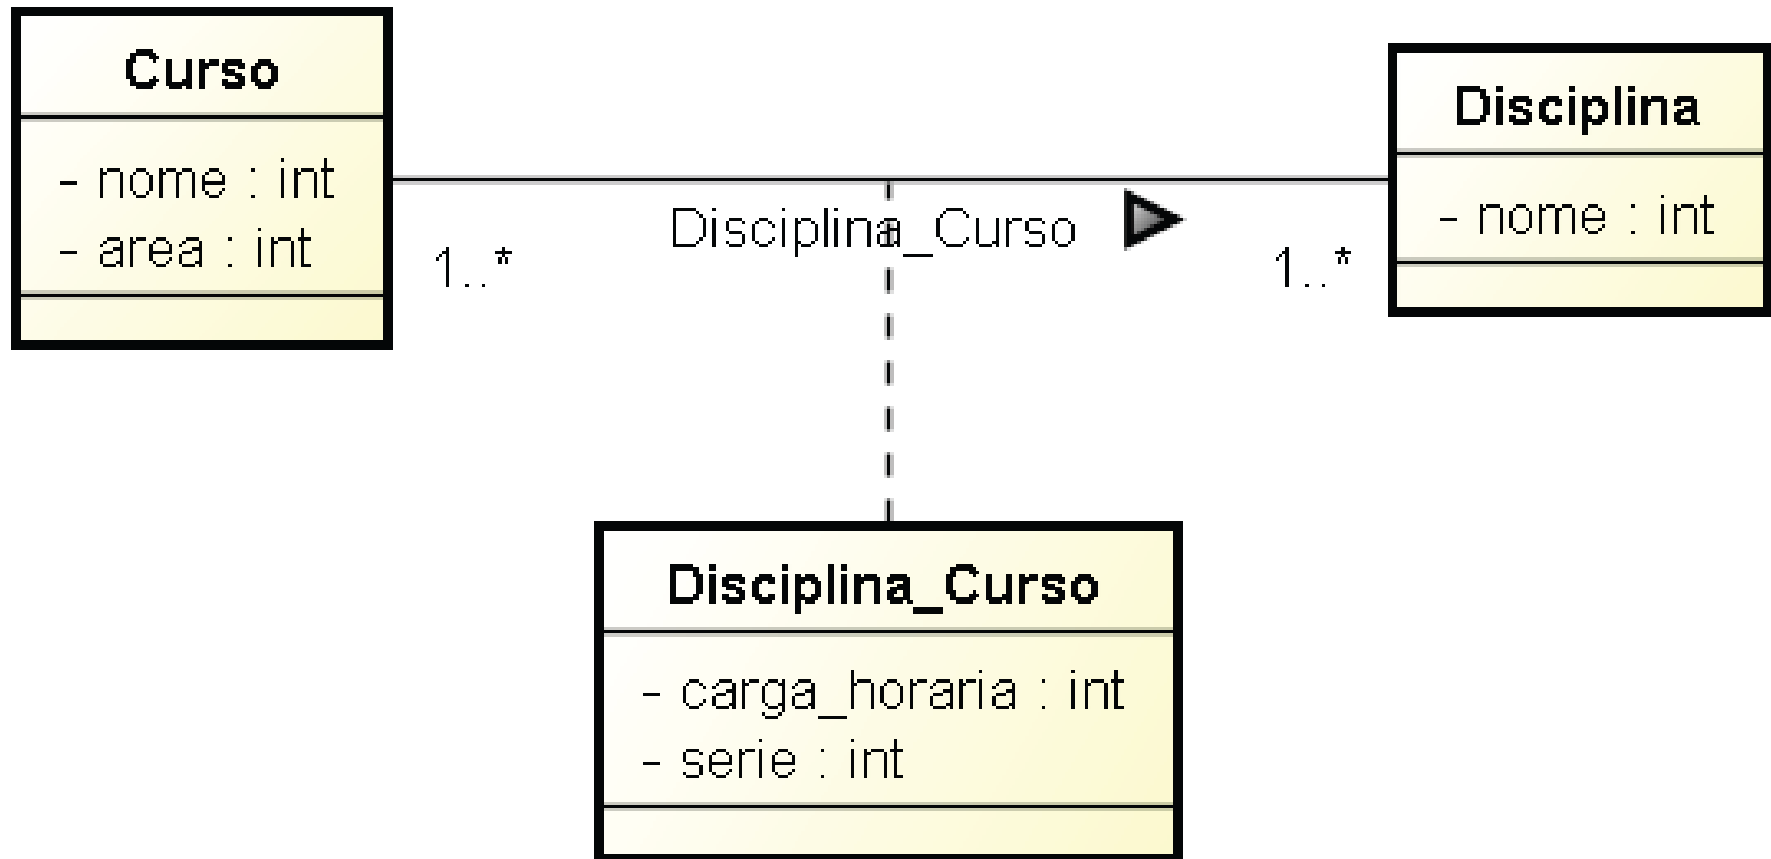 Curso
- nome : int
- area : int
1..*
Disciplina_Curso
1..*
Disciplina
- nome : int
Disciplina_Curso
- carga_horaria : int
- serie : int